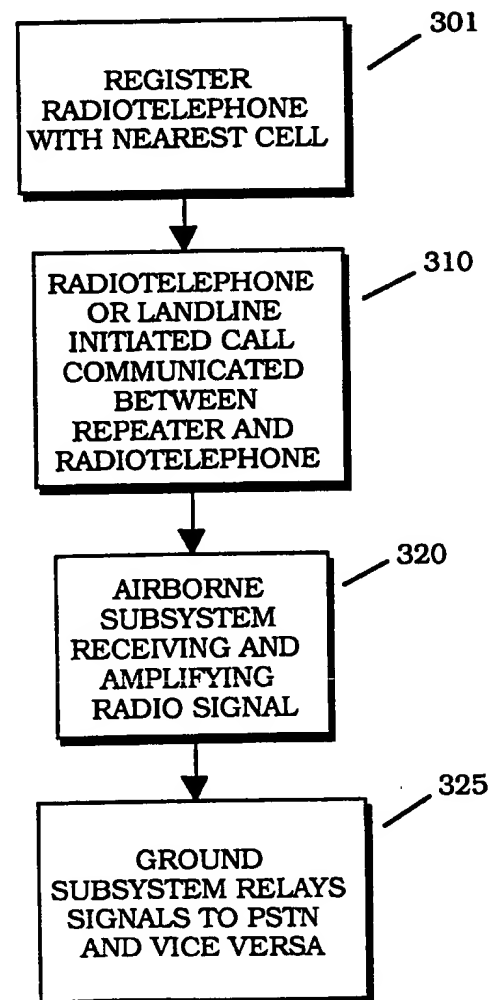 301
REGISTER
RADIOTELEPHONE
WITH NEAREST CELL
310
RADIOTELEPHONE
OR LANDLINE
INITIATED CALL
COMMUNICATED
BETWEEN
REPEATER AND
RADIOTELEPHONE
320
AIRBORNE
SUBSYSTEM
RECEIVING AND
AMPLIFYING
RADIO SIGNAL
325
GROUND
SUBSYSTEM RELAYS
SIGNALS TO PSTN
AND VICE VERSA